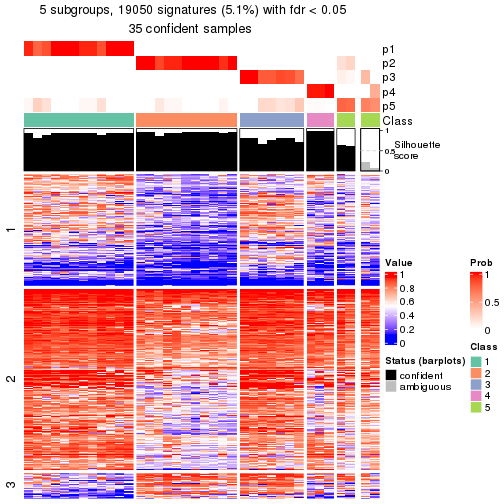 5 subgroups, 19050 signatures (5.1%) with fdr < 0.05
35 confident samples
p1
p2
p3
p4
p5
Class
1
0.5
0
Silhouette
score
1
2
3
Value
1
0.8
0.6
0.4
0.2
0
Prob
1
0.5
0
Status (barplots)
confident
ambiguous
Class
1
2
3
4
5